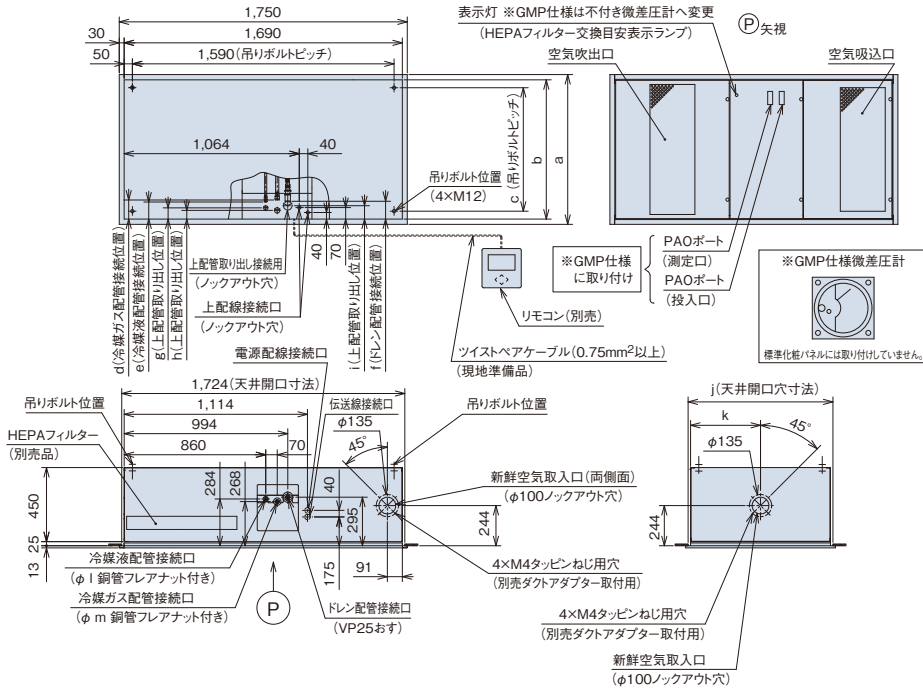 1,750
30
1,690
50
1,590(吊りボルトピッチ)
1,064
40
c(吊りボルトピッチ)
b
a
吊りボルト位置
(4×M12)
40
70
d(冷媒ガス配管接続位置)
e(冷媒液配管接続位置)
g(上配管取り出し位置)
h(上配管取り出し位置)
上配管取り出し接続用
(ノックアウト穴)
上配線接続口
(ノックアウト穴)
i(上配管取り出し位置)
f(ドレン配管接続位置)
表示灯 ※GMP仕様は不付き微差圧計へ変更
(HEPAフィルター交換目安表示ランプ)
P矢視
空気吹出口
空気吸込口
※GMP仕様
に取り付け
PAOポート
(測定口)
PAOポート
(投入口)
※GMP仕様微差圧計
標準化粧パネルには取り付けしていません。
リモコン(別売)
ツイストペアケーブル(0.75mm²以上)
(現地準備品)
電源配線接続口
1,724(天井開口寸法)
吊りボルト位置
1,114
伝送線接続口
吊りボルト位置
994
φ135
HEPAフィルター
(別売品)
860
70
45°
284
268
40
295
新鮮空気取入口(両側面)
(φ100ノックアウト穴)
450
25
13
244
175
91
冷媒液配管接続口
(φ l 銅管フレアナット付き)
冷媒ガス配管接続口
(φ m 銅管フレアナット付き)
P
ドレン配管接続口
(VP25おす)
4×M4タッピンねじ用穴
(別売ダクトアダプター取付用)
j(天井開口穴寸法)
k
45°
φ135
244
4×M4タッピンねじ用穴
(別売ダクトアダプター取付用)
新鮮空気取入口
(φ100ノックアウト穴)